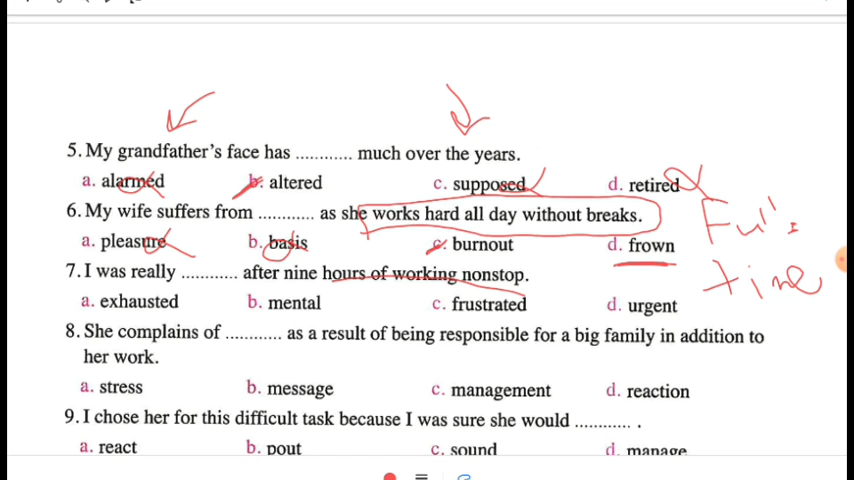 5. My grandfather's face has ............ much over the years.
a. alarmed b. altered c. supposed d. retired
6. My wife suffers from ............ as she works hard all day without breaks.
a. pleasure b. basis c. burnout d. frown
7. I was really ............ after nine hours of working nonstop.
a. exhausted b. mental c. frustrated d. urgent
8. She complains of ............ as a result of being responsible for a big family in addition to
her work.
a. stress b. message c. management d. reaction
9. I chose her for this difficult task because I was sure she would ............ .
a. react b. pout c. sound d. manage
Full
time